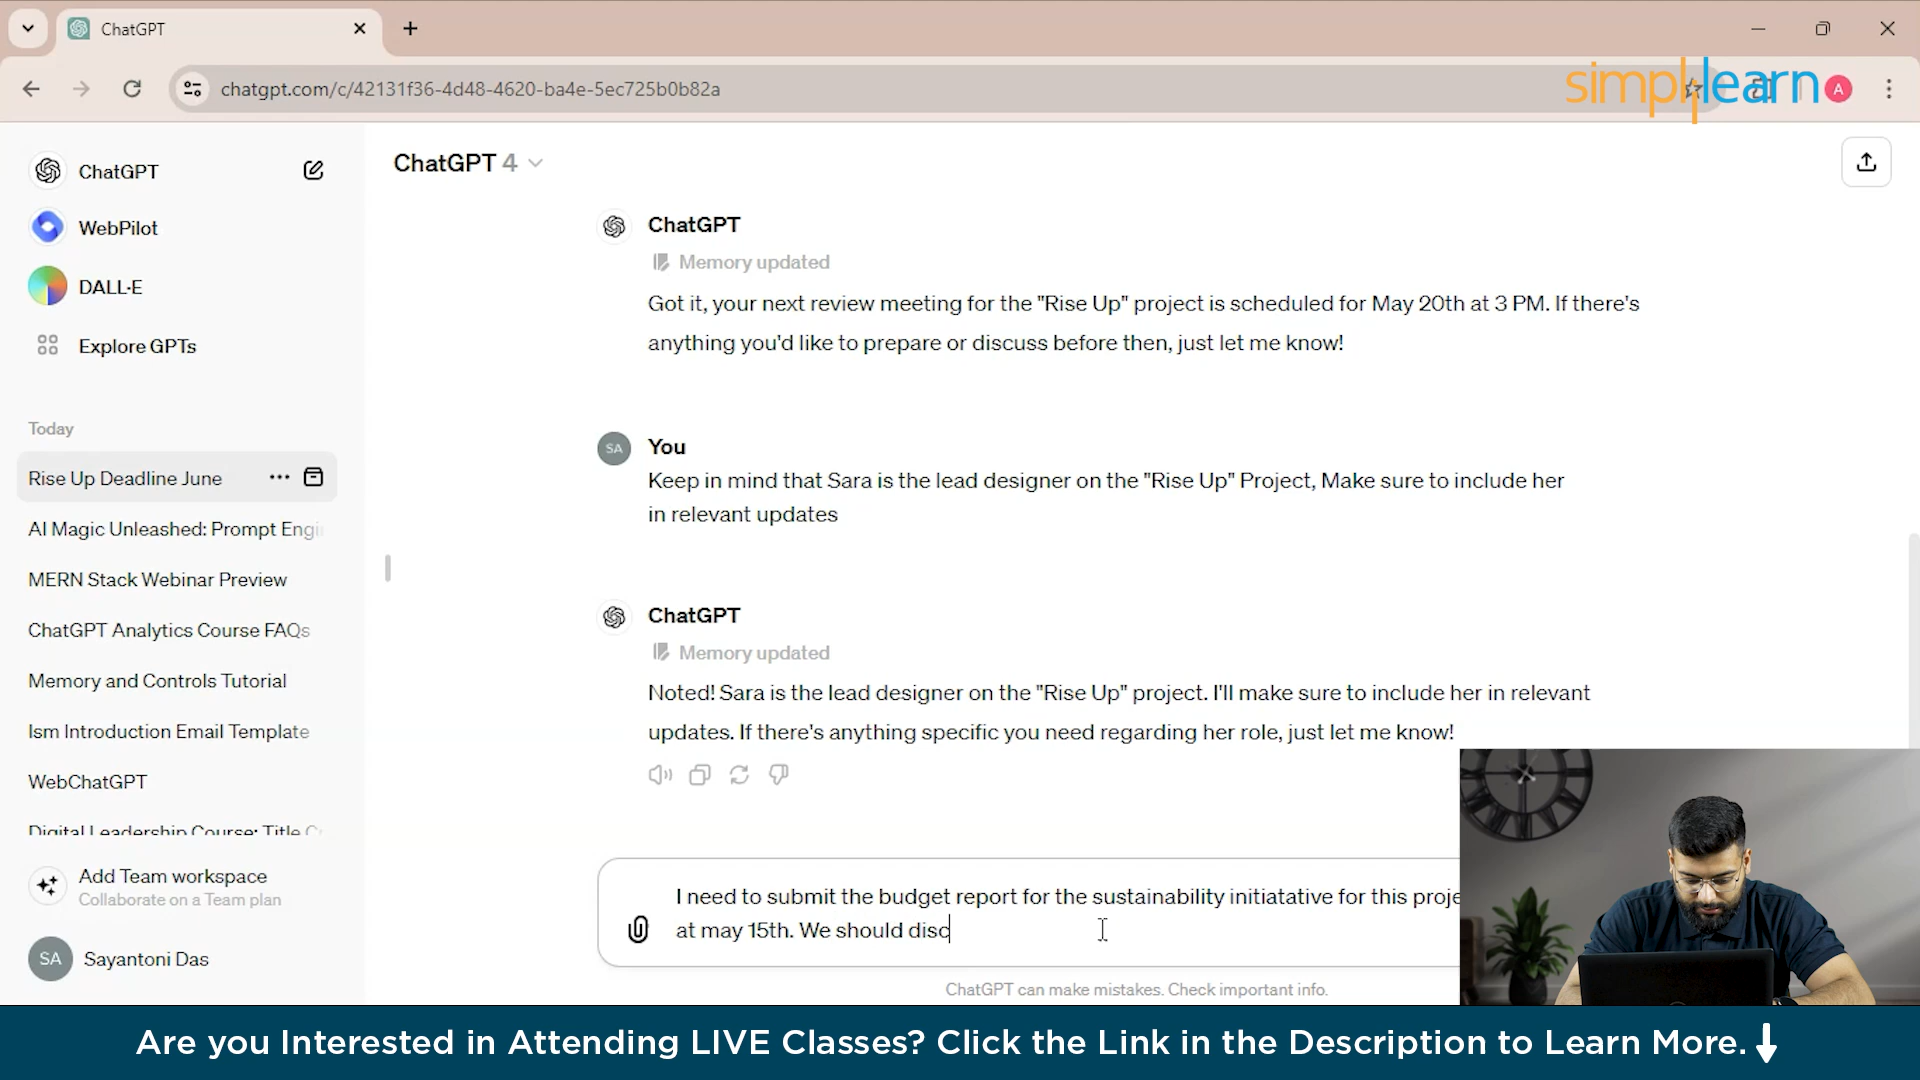 ChatGPT
chatgpt.com/c/42131f36-4d48-4620-ba4e-5ec725b0b82a
simplilearn
A
ChatGPT
WebPilot
DALL·E
Explore GPTs
Today
Rise Up Deadline June
AI Magic Unleashed: Prompt Engi
MERN Stack Webinar Preview
ChatGPT Analytics Course FAQs
Memory and Controls Tutorial
Ism Introduction Email Template
WebChatGPT
Digital Leadership Course: Title C
Add Team workspace
Collaborate on a Team plan
SA
Sayantoni Das
ChatGPT 4
ChatGPT
Memory updated
Got it, your next review meeting for the "Rise Up" project is scheduled for May 20th at 3 PM. If there's
anything you'd like to prepare or discuss before then, just let me know!
SA
You
Keep in mind that Sara is the lead designer on the "Rise Up" Project, Make sure to include her
in relevant updates
ChatGPT
Memory updated
Noted! Sara is the lead designer on the "Rise Up" project. I'll make sure to include her in relevant
updates. If there's anything specific you need regarding her role, just let me know!
I need to submit the budget report for the sustainability initiatative for this proje
at may 15th. We should disc
ChatGPT can make mistakes. Check important info.
Are you Interested in Attending LIVE Classes? Click the Link in the Description to Learn More.